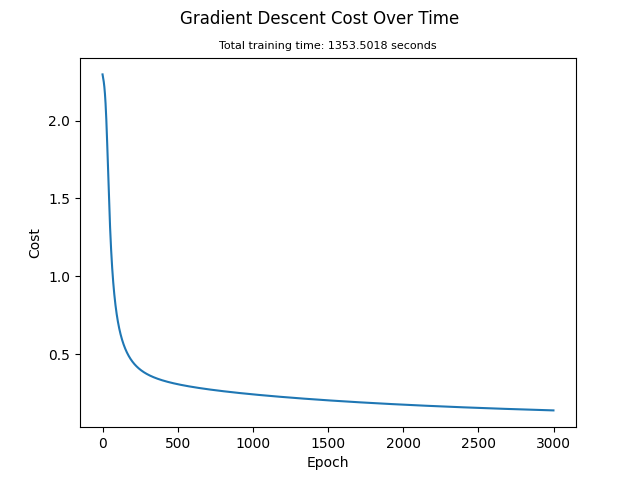 Gradient Descent Cost Over Time
Total training time: 1353.5018 seconds
2.0
1.5
1.0
0.5
Cost
0 500 1000 1500 2000 2500 3000
Epoch